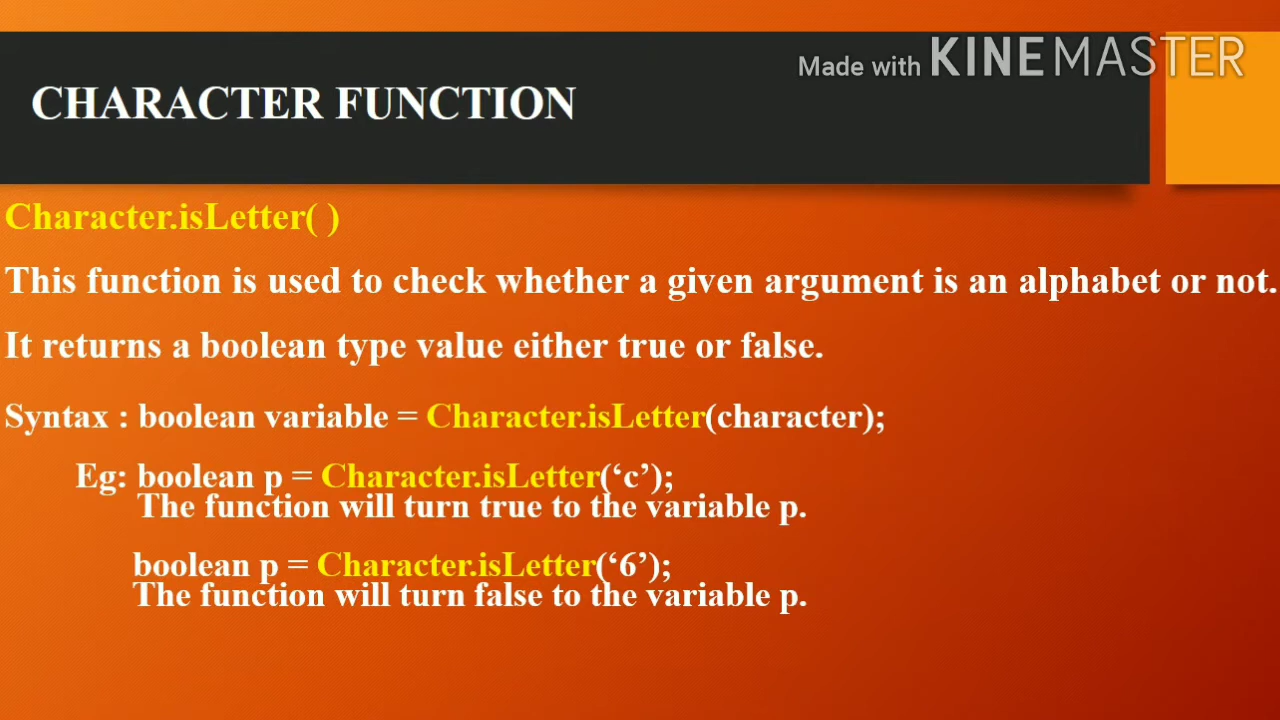 Made with KINEMASTER
CHARACTER FUNCTION
Character.isLetter( )
This function is used to check whether a given argument is an alphabet or not.
It returns a boolean type value either true or false.
Syntax : boolean variable = Character.isLetter(character);
Eg: boolean p = Character.isLetter(‘c’);
The function will turn true to the variable p.
boolean p = Character.isLetter(‘6’);
The function will turn false to the variable p.